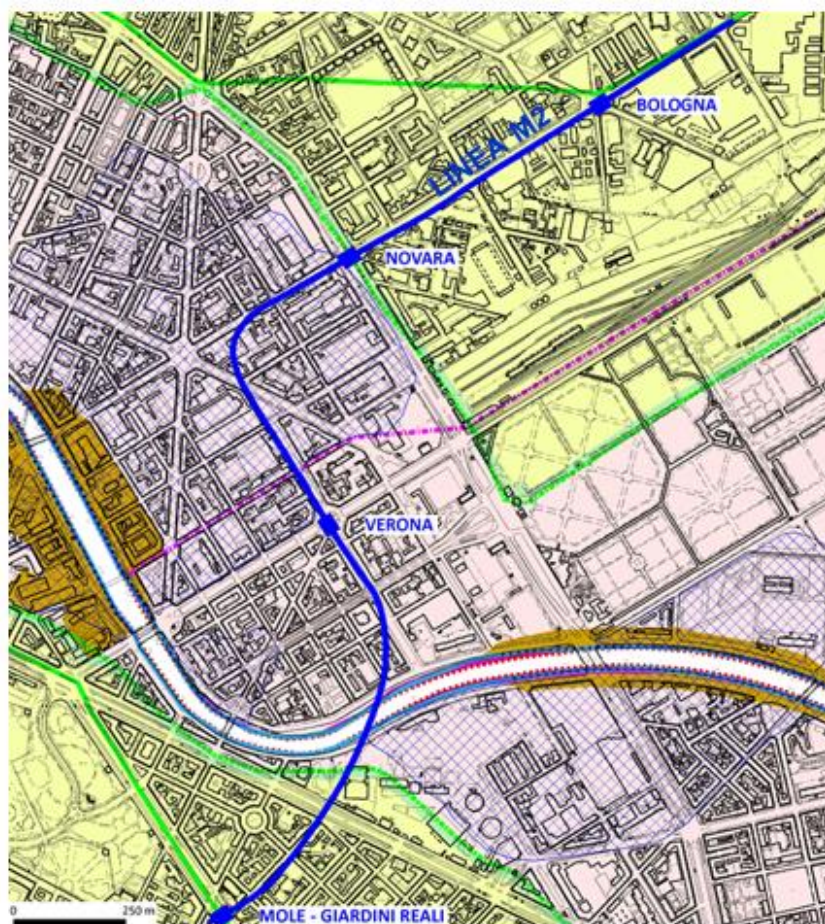 LINEA M2
BOLOGNA
NOVARA
VERONA
0 250 m
MOLE - GIARDINI REALI